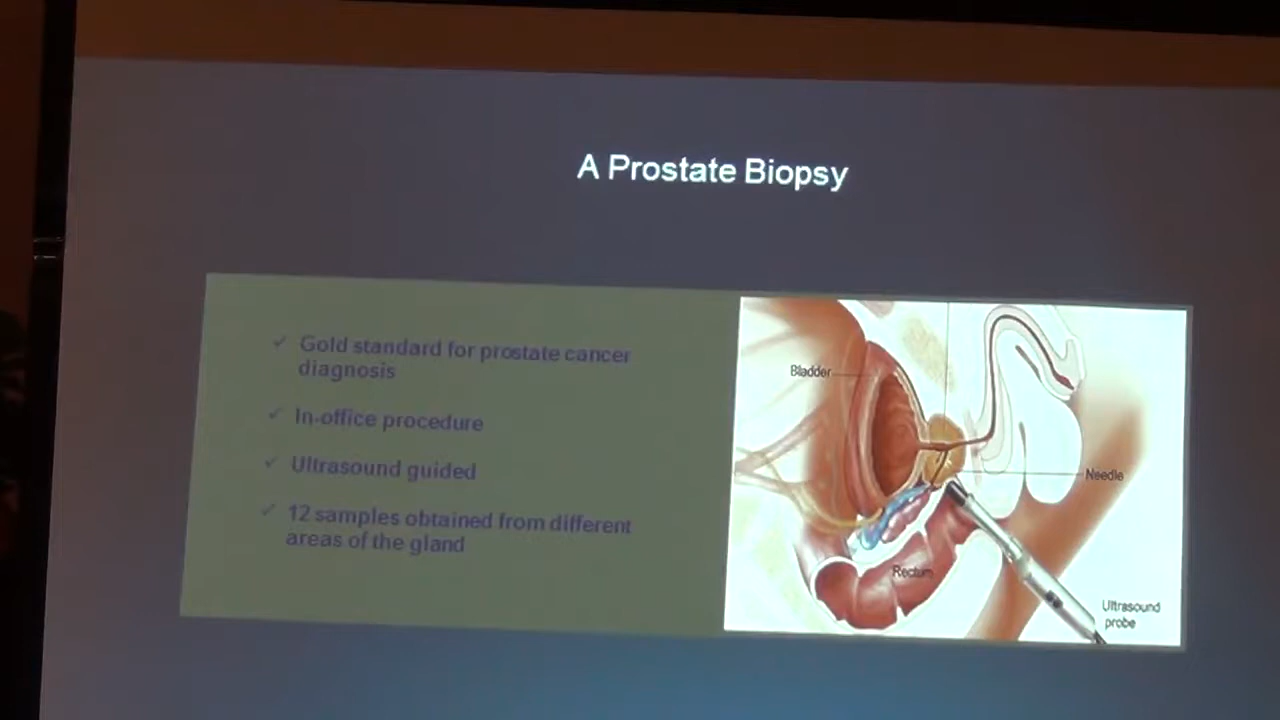 A Prostate Biopsy
✓ Gold standard for prostate cancer
diagnosis
✓ In-office procedure
✓ Ultrasound guided
✓ 12 samples obtained from different
areas of the gland
Bladder
Needle
Rectum
Ultrasound
probe